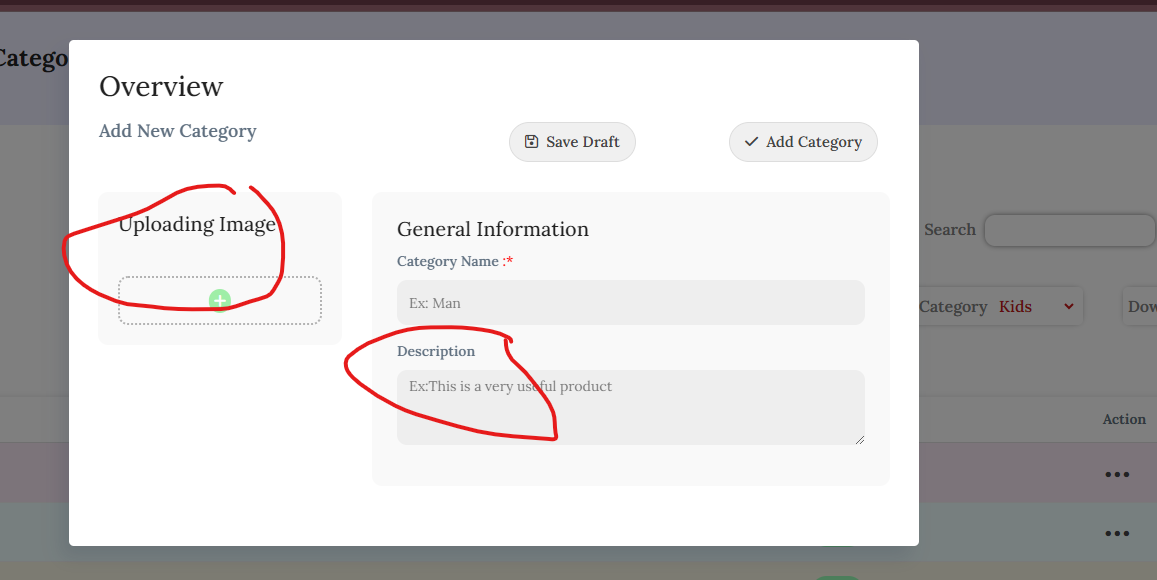 Catego
Overview
Add New Category
Save Draft
Add Category
Uploading Image
General Information
Category Name :*
Ex: Man
Description
Ex:This is a very useful product
Search
Category Kids
Dow
Action